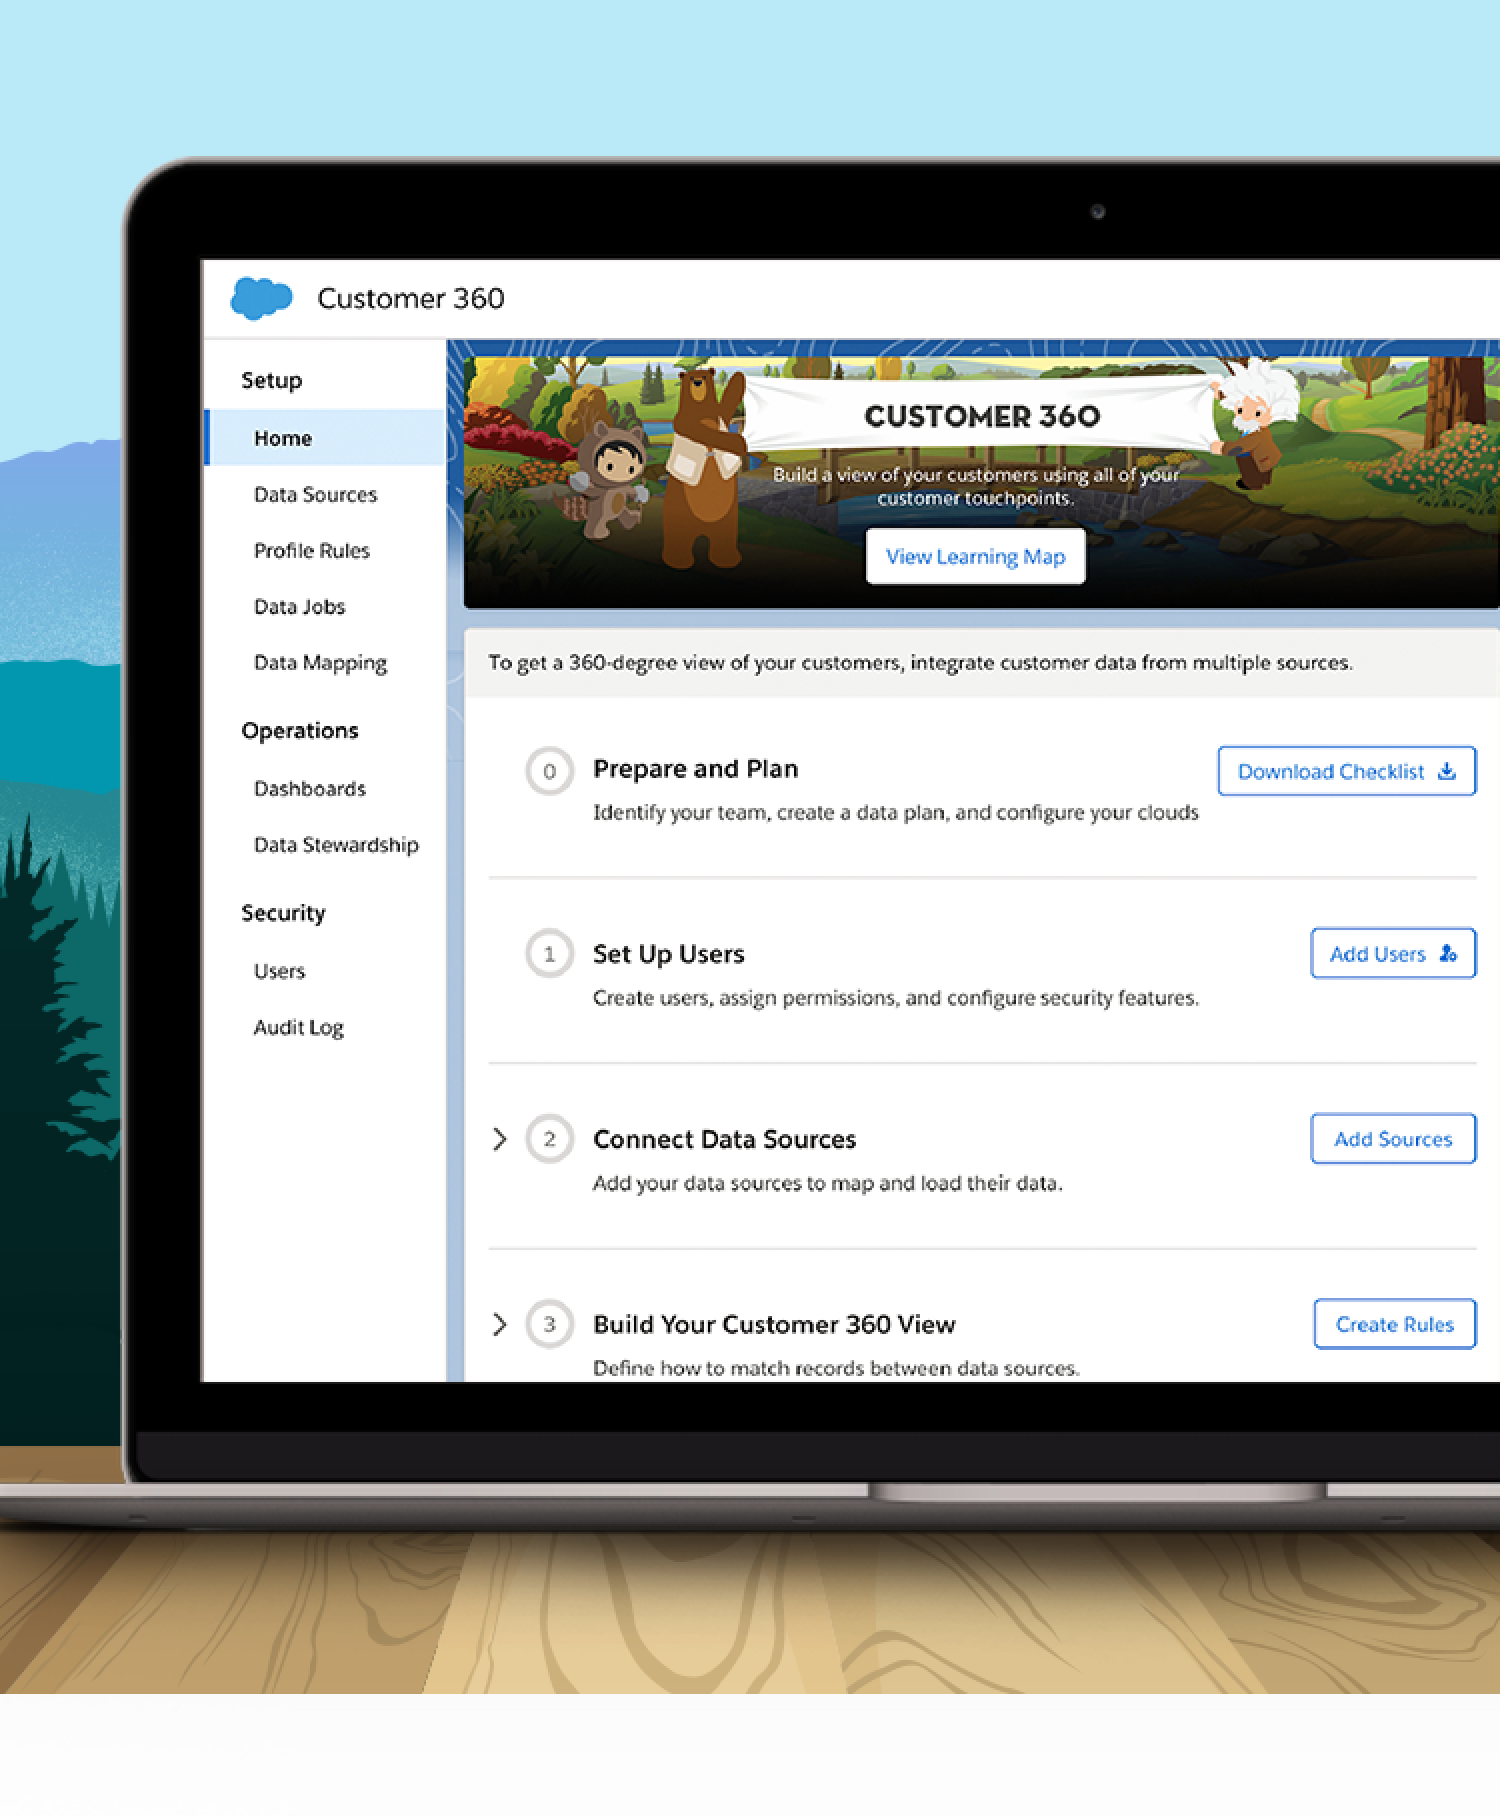 Customer 360
Setup
Home
Data Sources
Profile Rules
Data Jobs
Data Mapping
Operations
Dashboards
Data Stewardship
Security
Users
Audit Log
CUSTOMER 360
Build a view of your customers using all of your
customer touchpoints.
View Learning Map
To get a 360-degree view of your customers, integrate customer data from multiple sources.
0 Prepare and Plan Download Checklist
Identify your team, create a data plan, and configure your clouds
1 Set Up Users Add Users
Create users, assign permissions, and configure security features.
2 Connect Data Sources Add Sources
Add your data sources to map and load their data.
3 Build Your Customer 360 View Create Rules
Define how to match records between data sources.